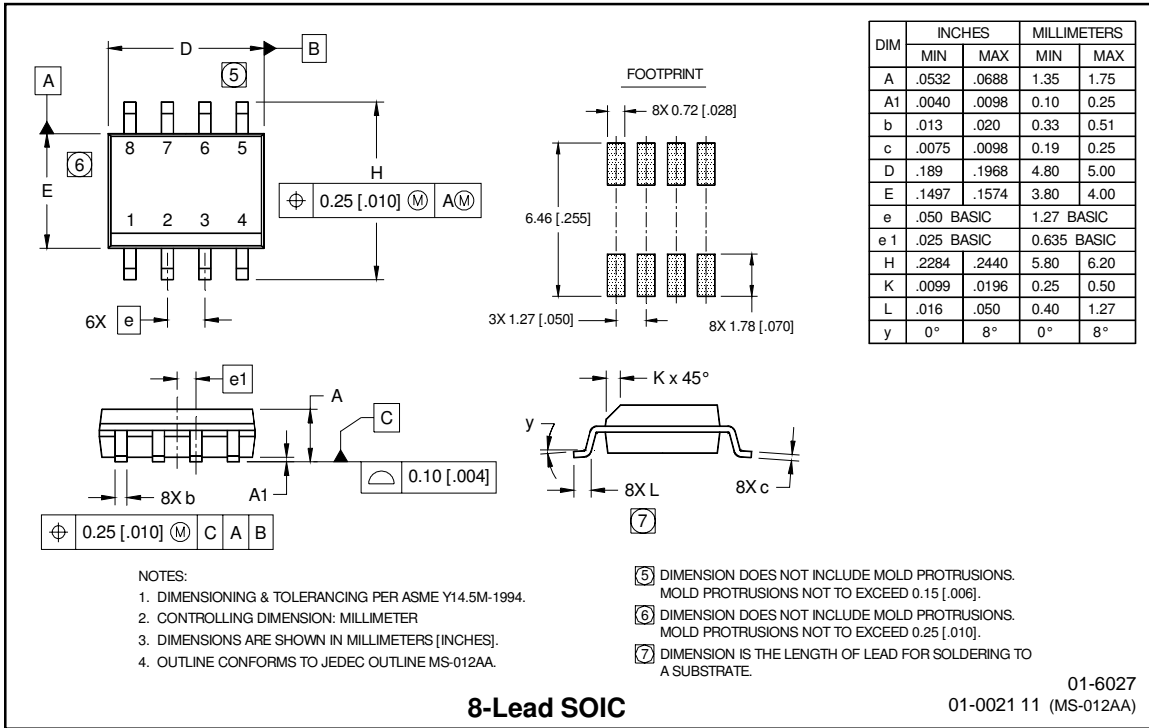 D
B
5
A
8 7 6 5
6
E
H
⌖ 0.25 [.010] Ⓜ A Ⓜ
1 2 3 4
6X e
FOOTPRINT
8X 0.72 [.028]
6.46 [.255]
3X 1.27 [.050]
8X 1.78 [.070]
DIM INCHES MILLIMETERS
MIN MAX MIN MAX
A .0532 .0688 1.35 1.75
A1 .0040 .0098 0.10 0.25
b .013 .020 0.33 0.51
c .0075 .0098 0.19 0.25
D .189 .1968 4.80 5.00
E .1497 .1574 3.80 4.00
e .050 BASIC 1.27 BASIC
e 1 .025 BASIC 0.635 BASIC
H .2284 .2440 5.80 6.20
K .0099 .0196 0.25 0.50
L .016 .050 0.40 1.27
y 0° 8° 0° 8°
e1
A
C
⌓ 0.10 [.004]
8X b
A1
⌖ 0.25 [.010] Ⓜ C A B
K x 45°
y
8X L
8X c
7
NOTES:
1. DIMENSIONING & TOLERANCING PER ASME Y14.5M-1994.
2. CONTROLLING DIMENSION: MILLIMETER
3. DIMENSIONS ARE SHOWN IN MILLIMETERS [INCHES].
4. OUTLINE CONFORMS TO JEDEC OUTLINE MS-012AA.
5 DIMENSION DOES NOT INCLUDE MOLD PROTRUSIONS.
MOLD PROTRUSIONS NOT TO EXCEED 0.15 [.006].
6 DIMENSION DOES NOT INCLUDE MOLD PROTRUSIONS.
MOLD PROTRUSIONS NOT TO EXCEED 0.25 [.010].
7 DIMENSION IS THE LENGTH OF LEAD FOR SOLDERING TO
A SUBSTRATE.
8-Lead SOIC
01-6027
01-0021 11 (MS-012AA)